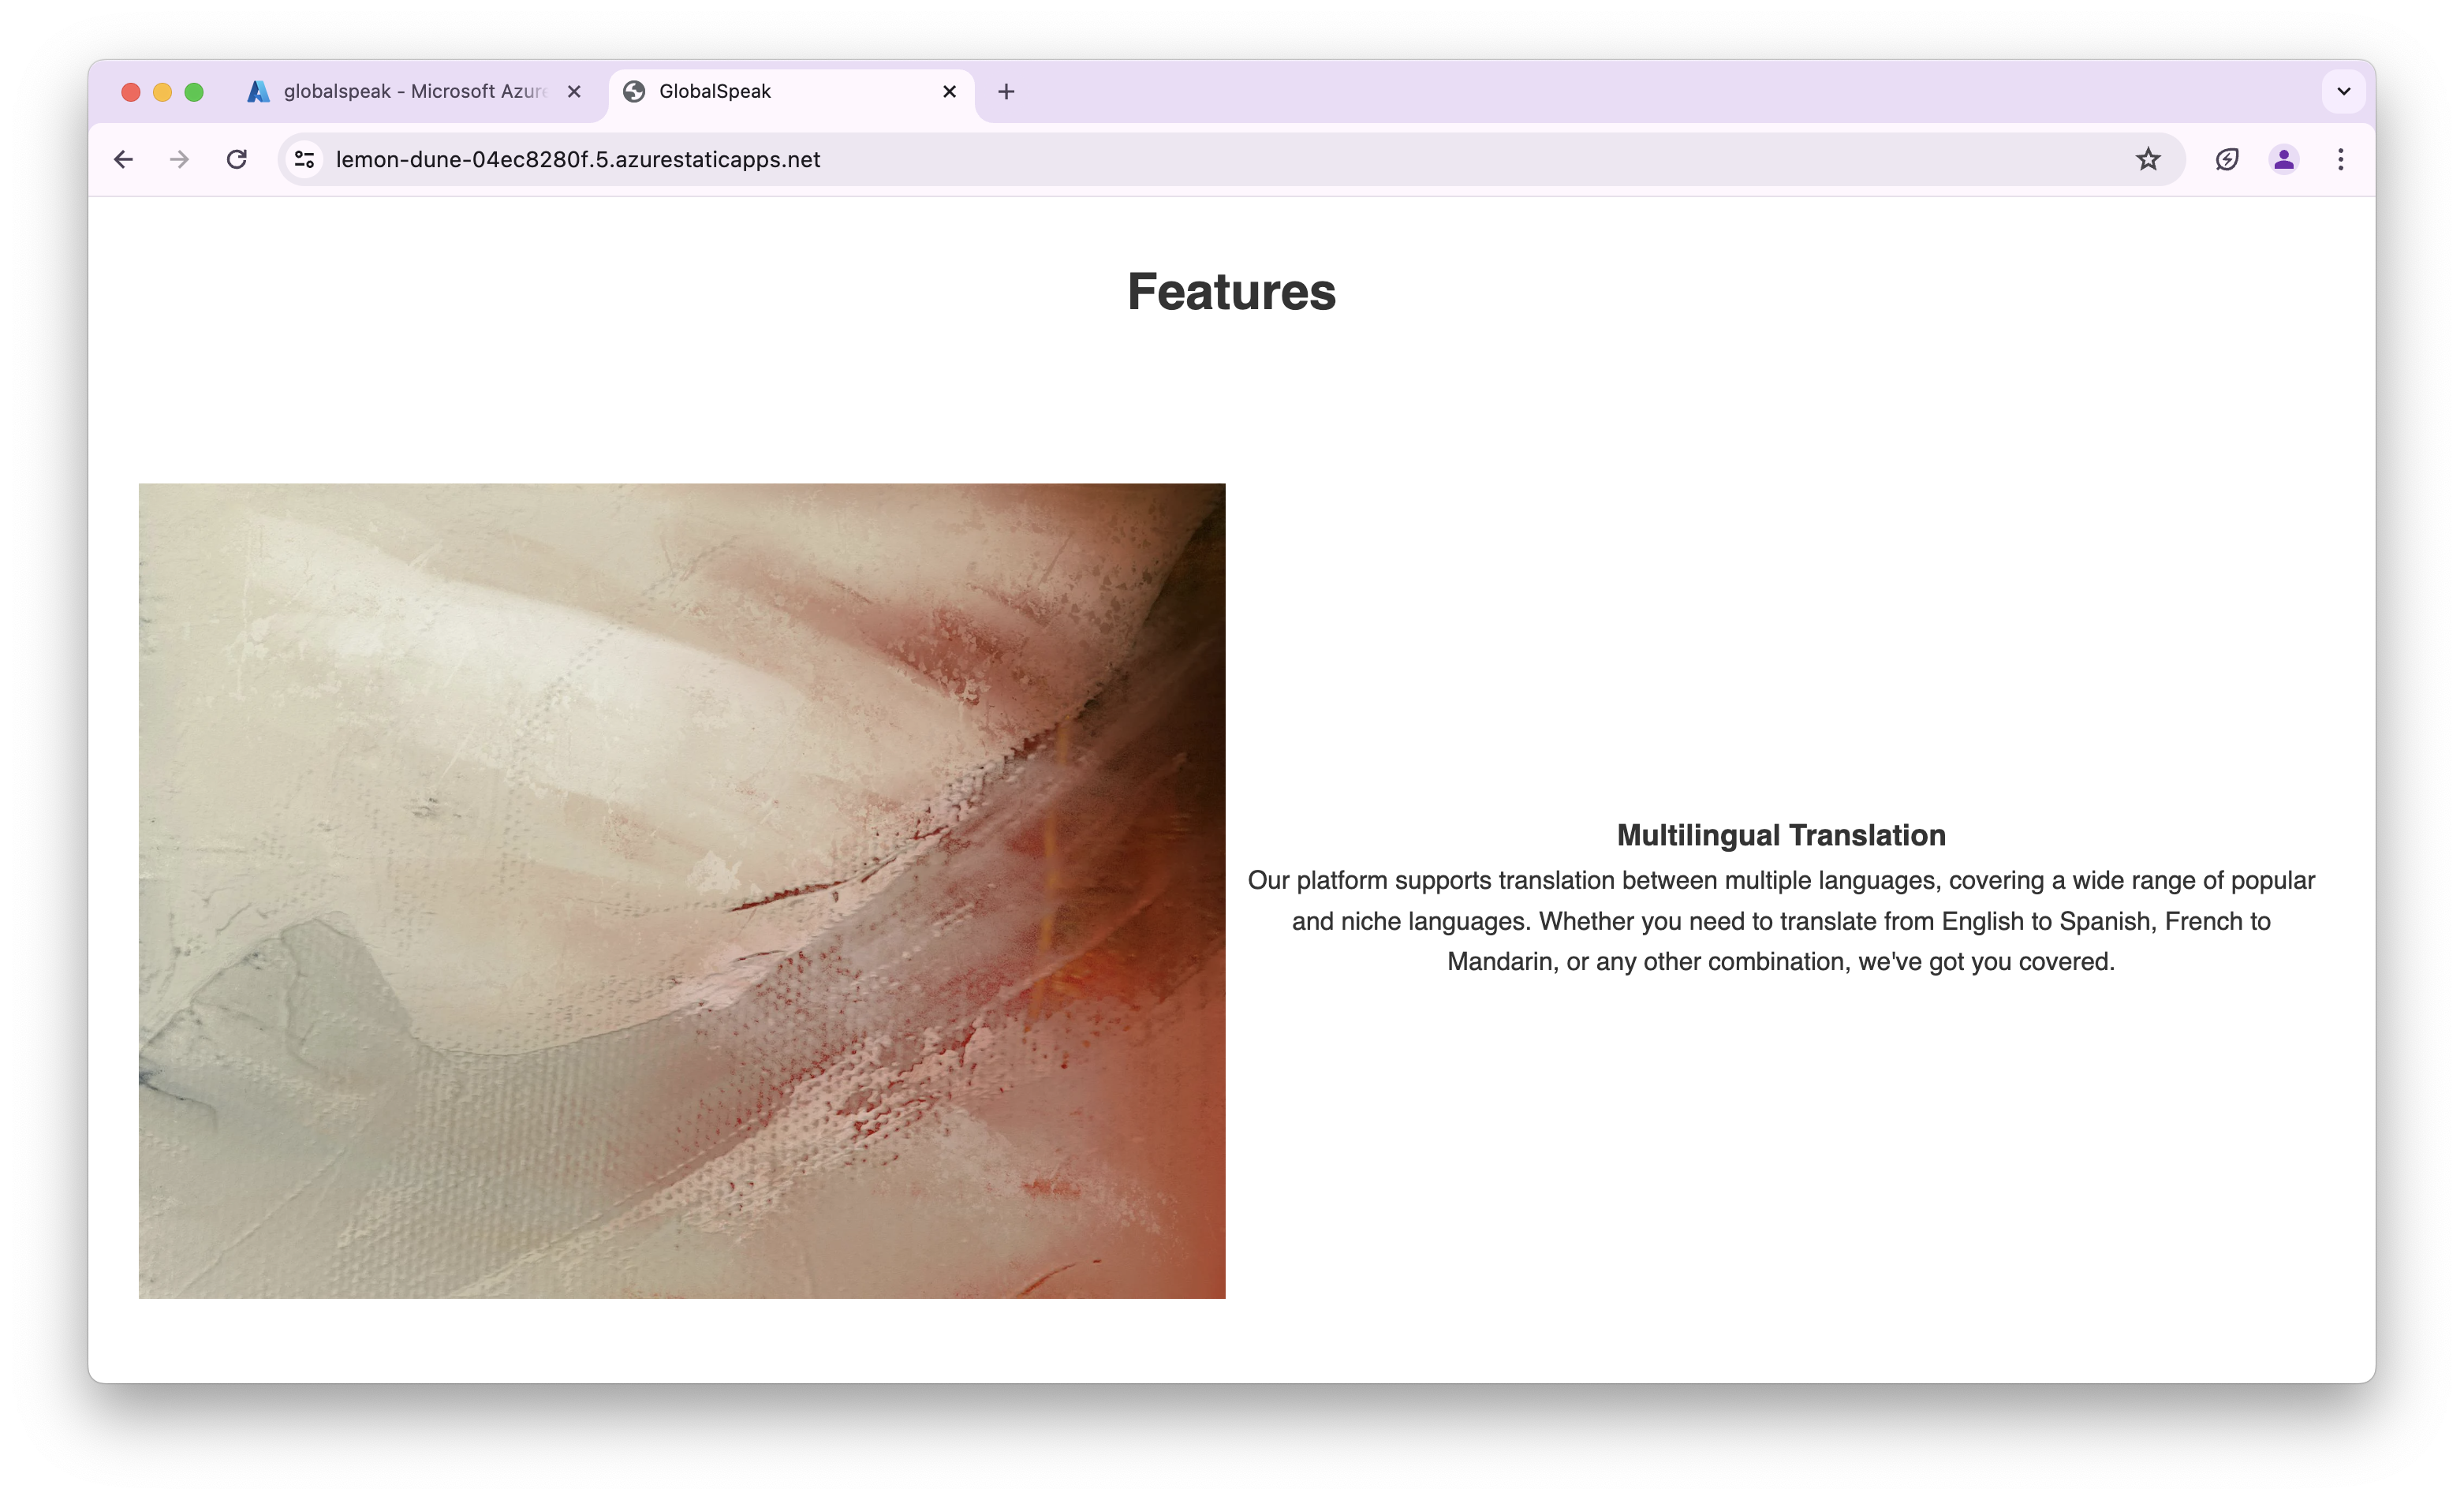 globalspeak - Microsoft Azure
GlobalSpeak
lemon-dune-04ec8280f.5.azurestaticapps.net
Features
Multilingual Translation
Our platform supports translation between multiple languages, covering a wide range of popular
and niche languages. Whether you need to translate from English to Spanish, French to
Mandarin, or any other combination, we've got you covered.